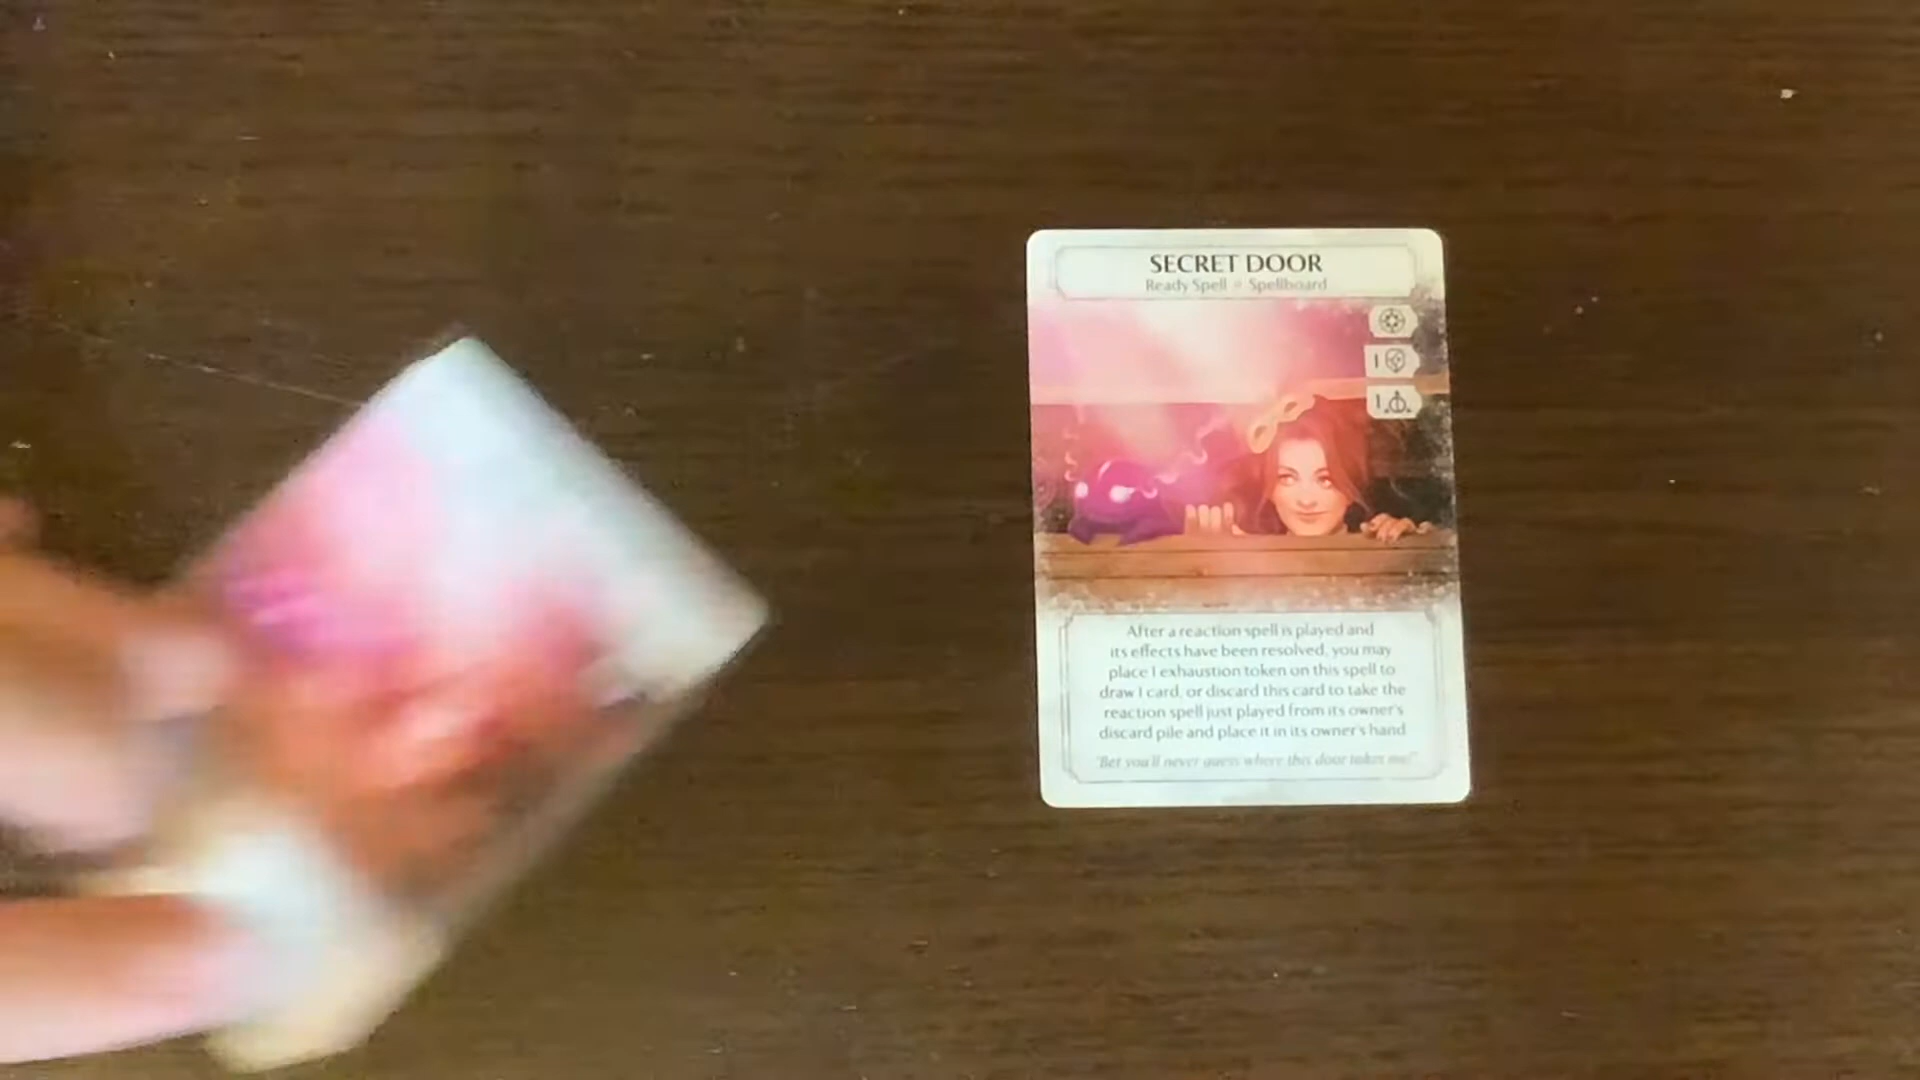 SECRET DOOR
Ready Spell Spellboard
1
1
After a reaction spell is played and
its effects have been resolved, you may
place 1 exhaustion token on this spell to
draw 1 card, or discard this card to take the
reaction spell just played from its owner's
discard pile and place it in its owner's hand
"Bet you'll never guess where this door takes me!"